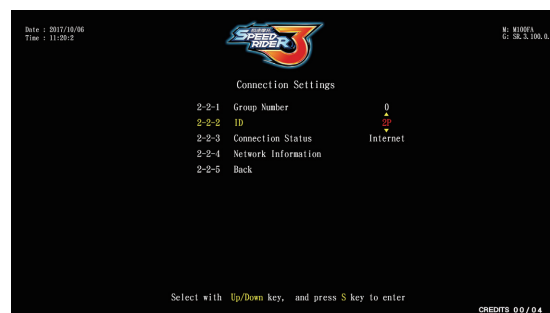 Date : 2017/10/06
Time : 11:20:2
M: M100FA
G: SR.3.100.0.
SPEED
RIDER
3
Connection Settings
2-2-1 Group Number 0
2-2-2 ID 2P
2-2-3 Connection Status Internet
2-2-4 Network Information
2-2-5 Back
Select with Up/Down key, and press S key to enter
CREDITS 00/04